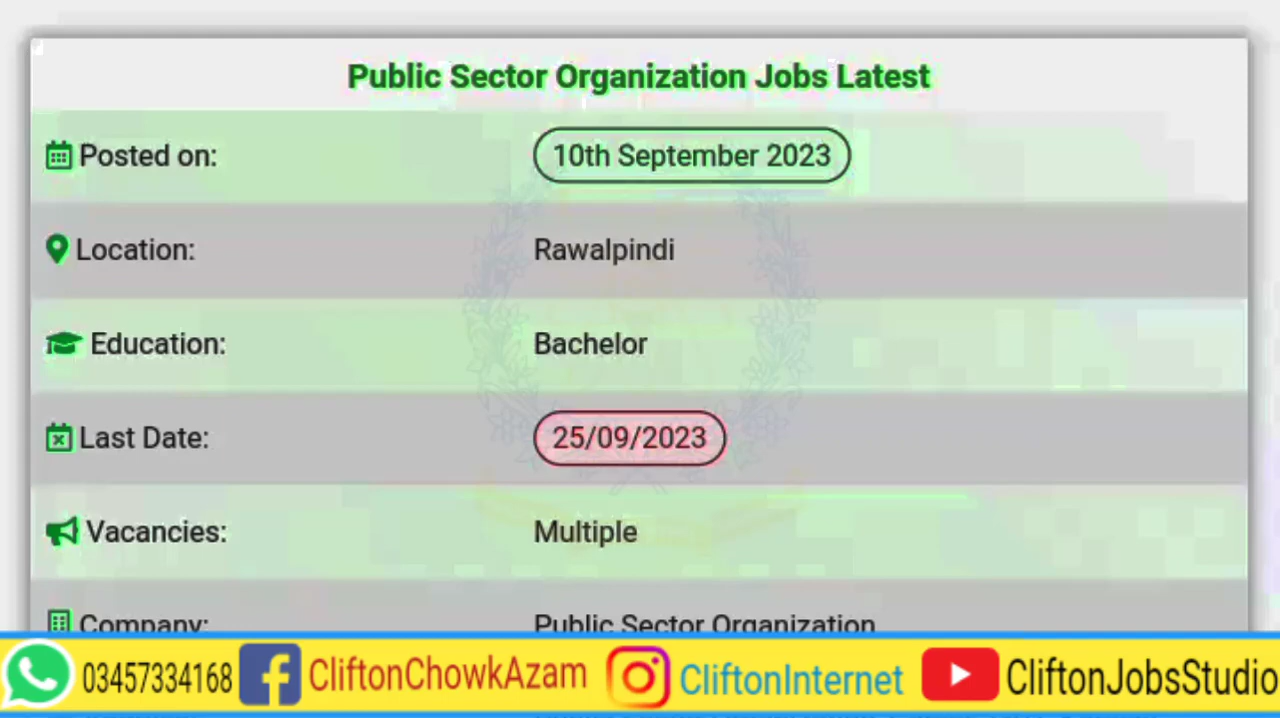 Public Sector Organization Jobs Latest
Posted on: 10th September 2023
Location: Rawalpindi
Education: Bachelor
Last Date: 25/09/2023
Vacancies: Multiple
Company: Public Sector Organization
03457334168 CliftonChowkAzam CliftonInternet CliftonJobsStudio